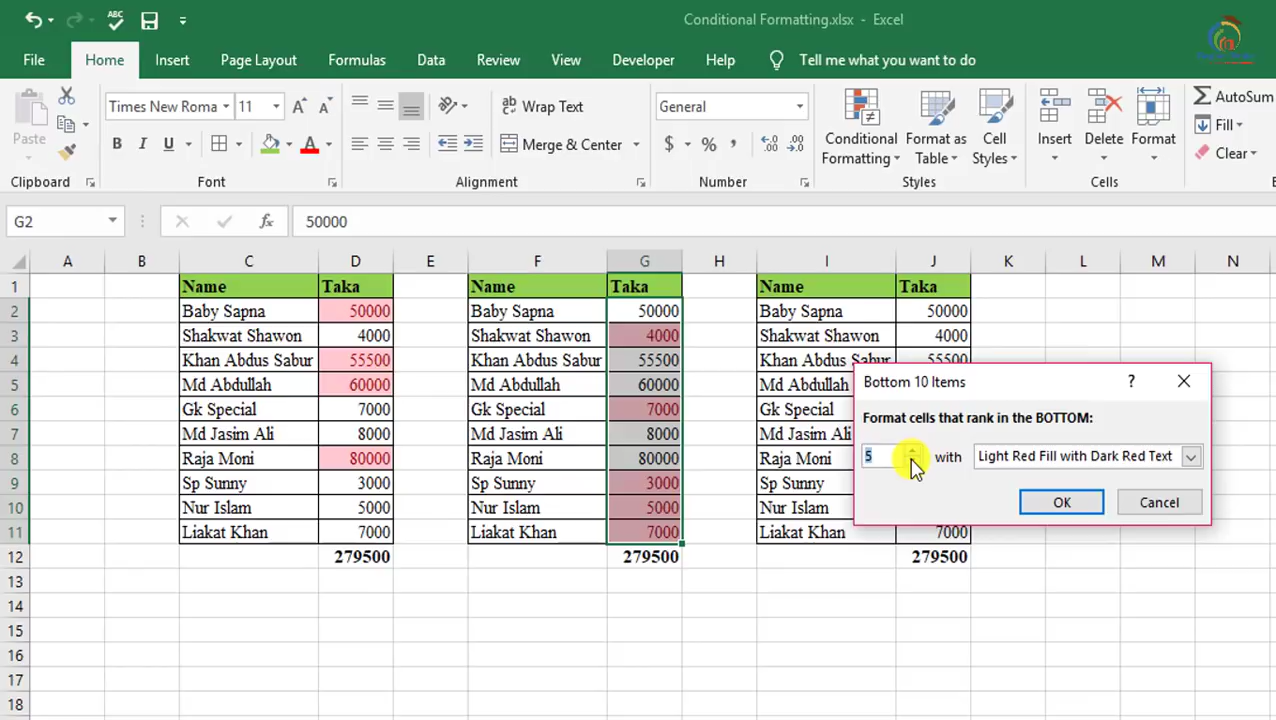 Conditional Formatting.xlsx - Excel
File Home Insert Page Layout Formulas Data Review View Developer Help Tell me what you want to do
Paste
Times New Roma 11
B I U A
Wrap Text
Merge & Center
General
$ % ,
Conditional Formatting
Format as Table
Cell Styles
Insert
Delete
Format
AutoSum
Fill
Clear
Clipboard Font Alignment Number Styles Cells
G2 fx 50000
A B C D E F G H I J K L M N
1 Name Taka Name Taka Name Taka
2 Baby Sapna 50000 Baby Sapna 50000 Baby Sapna 50000
3 Shakwat Shawon 4000 Shakwat Shawon 4000 Shakwat Shawon 4000
4 Khan Abdus Sabur 55500 Khan Abdus Sabur 55500 Khan Abdus Sabur 55500
5 Md Abdullah 60000 Md Abdullah 60000 Md Abdullah
6 Gk Special 7000 Gk Special 7000 Gk Special
7 Md Jasim Ali 8000 Md Jasim Ali 8000 Md Jasim Ali
8 Raja Moni 80000 Raja Moni 80000 Raja Moni
9 Sp Sunny 3000 Sp Sunny 3000 Sp Sunny
10 Nur Islam 5000 Nur Islam 5000 Nur Islam
11 Liakat Khan 7000 Liakat Khan 7000 Liakat Khan 7000
12 279500 279500 279500
13
14
15
16
17
18
Bottom 10 Items ?
Format cells that rank in the BOTTOM:
5 with Light Red Fill with Dark Red Text
OK Cancel